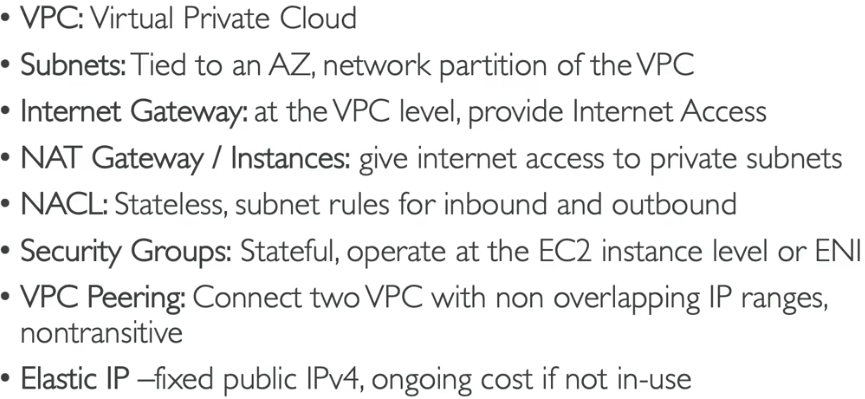 • VPC: Virtual Private Cloud
• Subnets: Tied to an AZ, network partition of the VPC
• Internet Gateway: at the VPC level, provide Internet Access
• NAT Gateway / Instances: give internet access to private subnets
• NACL: Stateless, subnet rules for inbound and outbound
• Security Groups: Stateful, operate at the EC2 instance level or ENI
• VPC Peering: Connect two VPC with non overlapping IP ranges,
nontransitive
• Elastic IP –fixed public IPv4, ongoing cost if not in-use